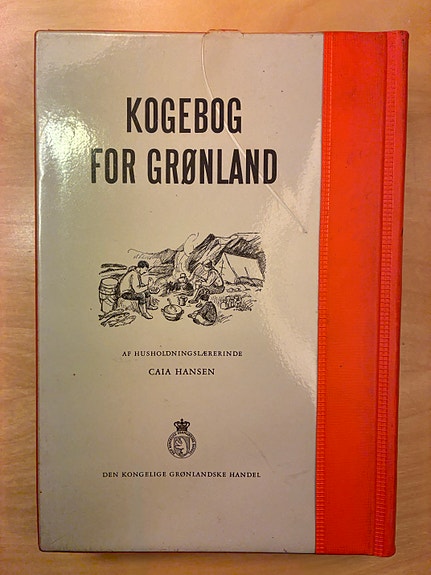 KOGEBOG
FOR GRØNLAND
AF HUSHOLDNINGSLÆRERINDE
CAIA HANSEN
DEN KONGELIGE GRØNLANDSKE HANDEL